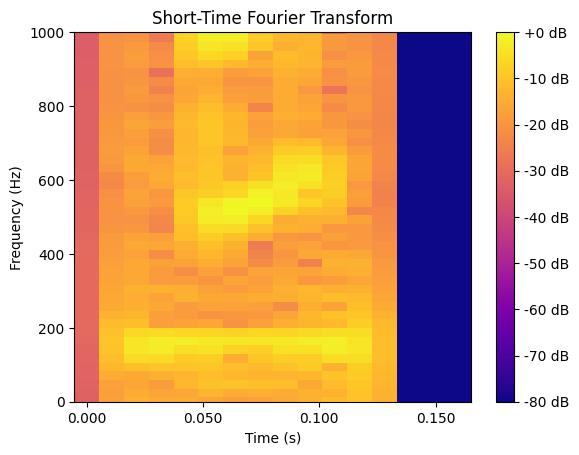 Short-Time Fourier Transform
1000
800
600
400
200
0
Frequency (Hz)
0.000
0.050
0.100
0.150
Time (s)
+0 dB
-10 dB
-20 dB
-30 dB
-40 dB
-50 dB
-60 dB
-70 dB
-80 dB